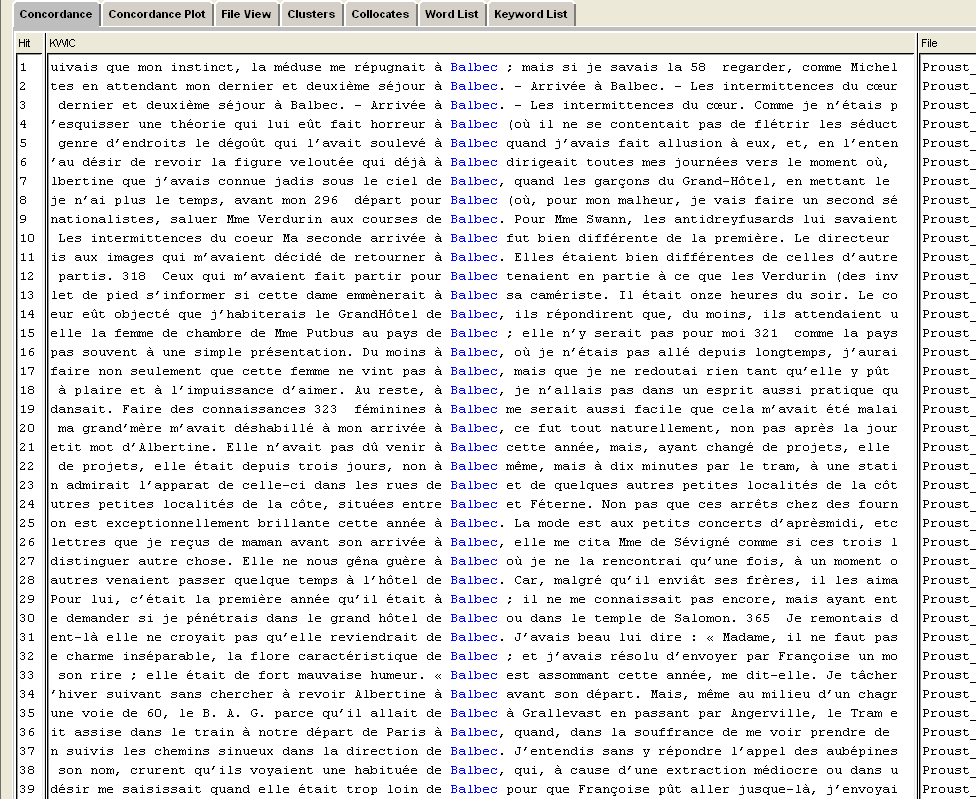 Concordance Concordance Plot File View Clusters Collocates Word List Keyword List
Hit KWIC File
1 uivais que mon instinct, la méduse me répugnait à Balbec ; mais si je savais la 58 regarder, comme Michel Proust_
2 tes en attendant mon dernier et deuxième séjour à Balbec. – Arrivée à Balbec. – Les intermittences du cœur Proust_
3 dernier et deuxième séjour à Balbec. – Arrivée à Balbec. – Les intermittences du cœur. Comme je n’étais p Proust_
4 ’esquisser une théorie qui lui eût fait horreur à Balbec (où il ne se contentait pas de flétrir les séduct Proust_
5 genre d’endroits le dégoût qui l’avait soulevé à Balbec quand j’avais fait allusion à eux, et, en l’enten Proust_
6 ’au désir de revoir la figure veloutée qui déjà à Balbec dirigeait toutes mes journées vers le moment où, Proust_
7 lbertine que j’avais connue jadis sous le ciel de Balbec, quand les garçons du Grand-Hôtel, en mettant le Proust_
8 je n’ai plus le temps, avant mon 296 départ pour Balbec (où, pour mon malheur, je vais faire un second sé Proust_
9 nationalistes, saluer Mme Verdurin aux courses de Balbec. Pour Mme Swann, les antidreyfusards lui savaient Proust_
10 Les intermittences du coeur Ma seconde arrivée à Balbec fut bien différente de la première. Le directeur Proust_
11 is aux images qui m’avaient décidé de retourner à Balbec. Elles étaient bien différentes de celles d’autre Proust_
12 partis. 318 Ceux qui m’avaient fait partir pour Balbec tenaient en partie à ce que les Verdurin (des inv Proust_
13 let de pied s’informer si cette dame emmènerait à Balbec sa camériste. Il était onze heures du soir. Le co Proust_
14 eur eût objecté que j’habiterais le GrandHôtel de Balbec, ils répondirent que, du moins, ils attendaient u Proust_
15 elle la femme de chambre de Mme Putbus au pays de Balbec ; elle n’y serait pas pour moi 321 comme la pays Proust_
16 pas souvent à une simple présentation. Du moins à Balbec, où je n’étais pas allé depuis longtemps, j’aurai Proust_
17 faire non seulement que cette femme ne vint pas à Balbec, mais que je ne redoutai rien tant qu’elle y pût Proust_
18 à plaire et à l’impuissance d’aimer. Au reste, à Balbec, je n’allais pas dans un esprit aussi pratique qu Proust_
19 dansait. Faire des connaissances 323 féminines à Balbec me serait aussi facile que cela m’avait été malai Proust_
20 ma grand’mère m’avait déshabillé à mon arrivée à Balbec, ce fut tout naturellement, non pas après la jour Proust_
21 etit mot d’Albertine. Elle n’avait pas dû venir à Balbec cette année, mais, ayant changé de projets, elle Proust_
22 de projets, elle était depuis trois jours, non à Balbec même, mais à dix minutes par le tram, à une stati Proust_
23 n admirait l’apparat de celle-ci dans les rues de Balbec et de quelques autres petites localités de la côt Proust_
24 utres petites localités de la côte, situées entre Balbec et Féterne. Non pas que ces arrêts chez des fourn Proust_
25 on est exceptionnellement brillante cette année à Balbec. La mode est aux petits concerts d’aprèsmidi, etc Proust_
26 lettres que je reçus de maman avant son arrivée à Balbec, elle me cita Mme de Sévigné comme si ces trois l Proust_
27 distinguer autre chose. Elle ne nous gêna guère à Balbec où je ne la rencontrai qu’une fois, à un moment o Proust_
28 autres venaient passer quelque temps à l’hôtel de Balbec. Car, malgré qu’il enviât ses frères, il les aima Proust_
29 Pour lui, c’était la première année qu’il était à Balbec ; il ne me connaissait pas encore, mais ayant ent Proust_
30 e demander si je pénétrais dans le grand hôtel de Balbec ou dans le temple de Salomon. 365 Je remontais d Proust_
31 ent-là elle ne croyait pas qu’elle reviendrait de Balbec. J’avais beau lui dire : « Madame, il ne faut pas Proust_
32 e charme inséparable, la flore caractéristique de Balbec ; et j’avais résolu d’envoyer par Françoise un mo Proust_
33 son rire ; elle était de fort mauvaise humeur. « Balbec est assommant cette année, me dit-elle. Je tâcher Proust_
34 ’hiver suivant sans chercher à revoir Albertine à Balbec avant son départ. Mais, même au milieu d’un chagr Proust_
35 une voie de 60, le B. A. G. parce qu’il allait de Balbec à Grallevast en passant par Angerville, le Tram e Proust_
36 it assise dans le train à notre départ de Paris à Balbec, quand, dans la souffrance de me voir prendre de Proust_
37 n suivis les chemins sinueux dans la direction de Balbec. J’entendis sans y répondre l’appel des aubépines Proust_
38 son nom, crurent qu’ils voyaient une habituée de Balbec, qui, à cause d’une extraction médiocre ou dans u Proust_
39 désir me saisissait quand elle était trop loin de Balbec pour que Françoise pût aller jusque-là, j’envoyai Proust_